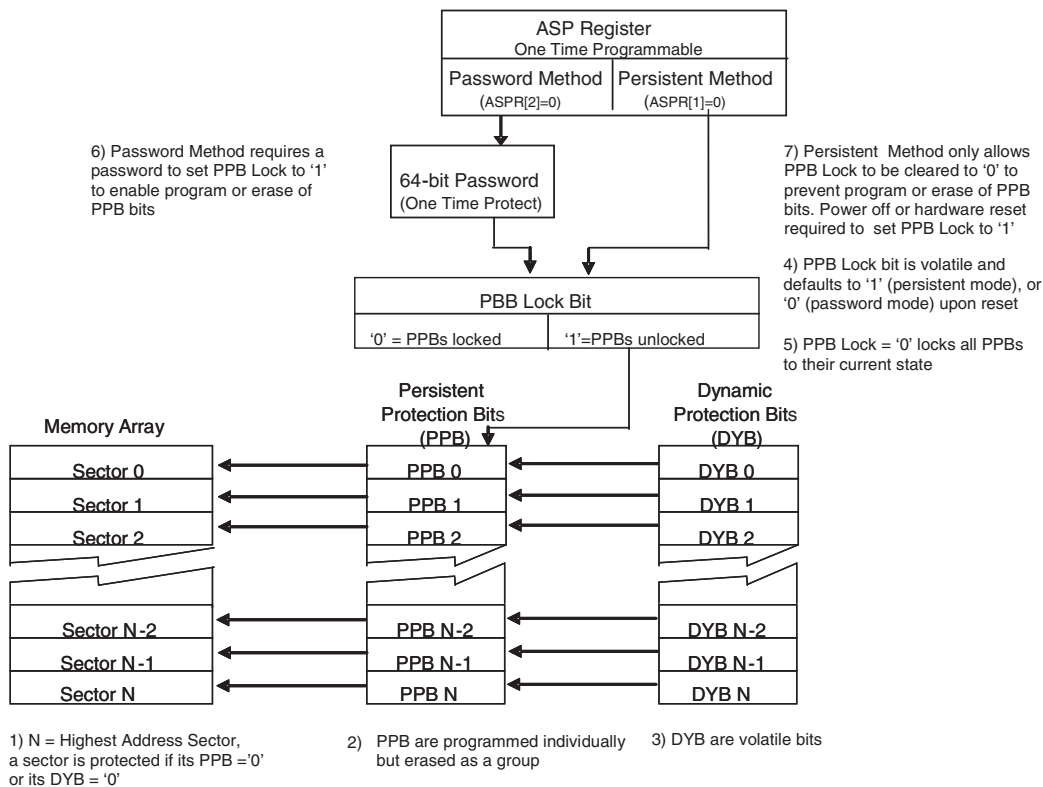 ASP Register
One Time Programmable
Password Method
(ASPR[2]=0)
Persistent Method
(ASPR[1]=0)
6) Password Method requires a
password to set PPB Lock to ‘1’
to enable program or erase of
PPB bits
64-bit Password
(One Time Protect)
7) Persistent Method only allows
PPB Lock to be cleared to ‘0’ to
prevent program or erase of PPB
bits. Power off or hardware reset
required to set PPB Lock to ‘1’
4) PPB Lock bit is volatile and
defaults to ‘1’ (persistent mode), or
‘0’ (password mode) upon reset
5) PPB Lock = ‘0’ locks all PPBs
to their current state
PBB Lock Bit
‘0’ = PPBs locked
‘1’=PPBs unlocked
Memory Array
Persistent
Protection Bits
(PPB)
Dynamic
Protection Bits
(DYB)
Sector 0
PPB 0
DYB 0
Sector 1
PPB 1
DYB 1
Sector 2
PPB 2
DYB 2
Sector N-2
PPB N-2
DYB N-2
Sector N-1
PPB N-1
DYB N-1
Sector N
PPB N
DYB N
1) N = Highest Address Sector,
a sector is protected if its PPB =’0’
or its DYB = ‘0’
2) PPB are programmed individually
but erased as a group
3) DYB are volatile bits